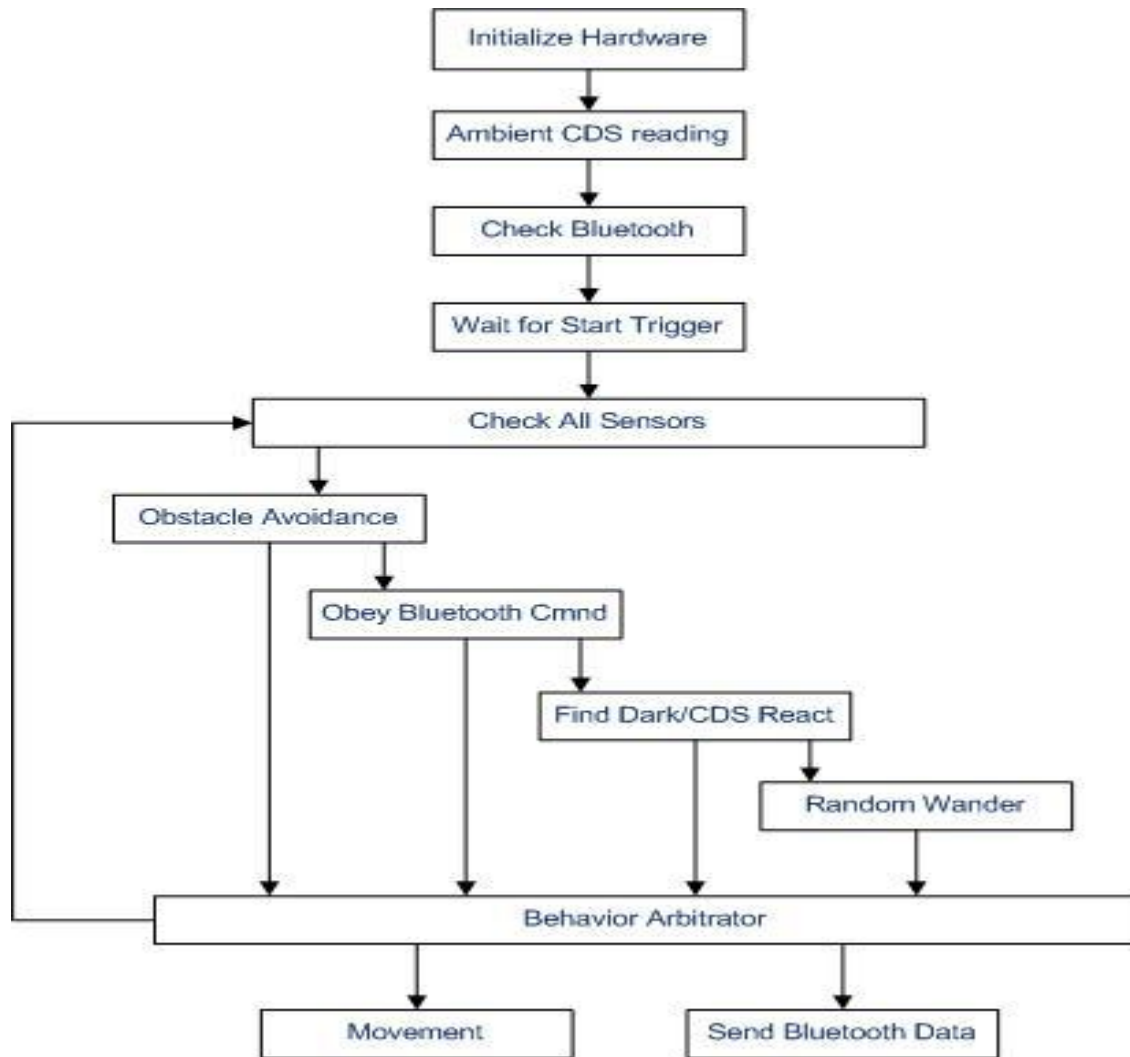 Initialize Hardware
Ambient CDS reading
Check Bluetooth
Wait for Start Trigger
Check All Sensors
Obstacle Avoidance
Obey Bluetooth Cmnd
Find Dark/CDS React
Random Wander
Behavior Arbitrator
Movement
Send Bluetooth Data